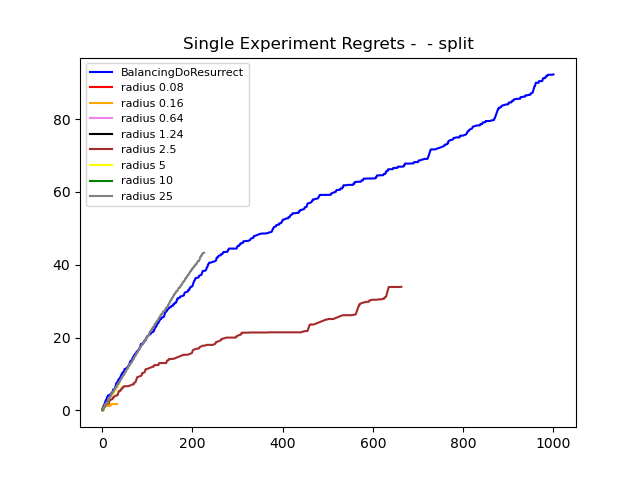 Single Experiment Regrets -  - split
BalancingDoResurrect
radius 0.08
radius 0.16
radius 0.64
radius 1.24
radius 2.5
radius 5
radius 10
radius 25
80
60
40
20
0
0 200 400 600 800 1000